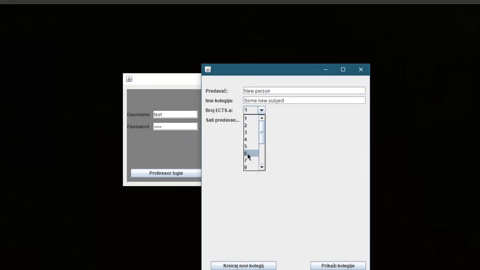 Username
test
Password
****
Professor login
Predavač:
New person
Ime kolegija:
Some new subject
Broj ECTS-a:
1
Sati predavan...
1
2
3
4
5
6
7
8
Kreiraj novi kolegij
Prikaži kolegije